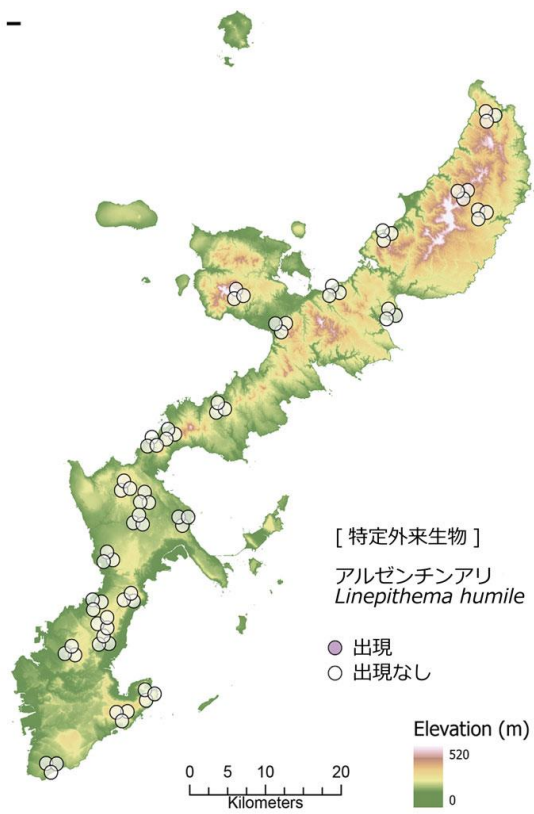 [ 特定外来生物 ]
アルゼンチンアリ
Linepithema humile
出現
出現なし
Elevation (m)
520
0
0 5 10 20
Kilometers